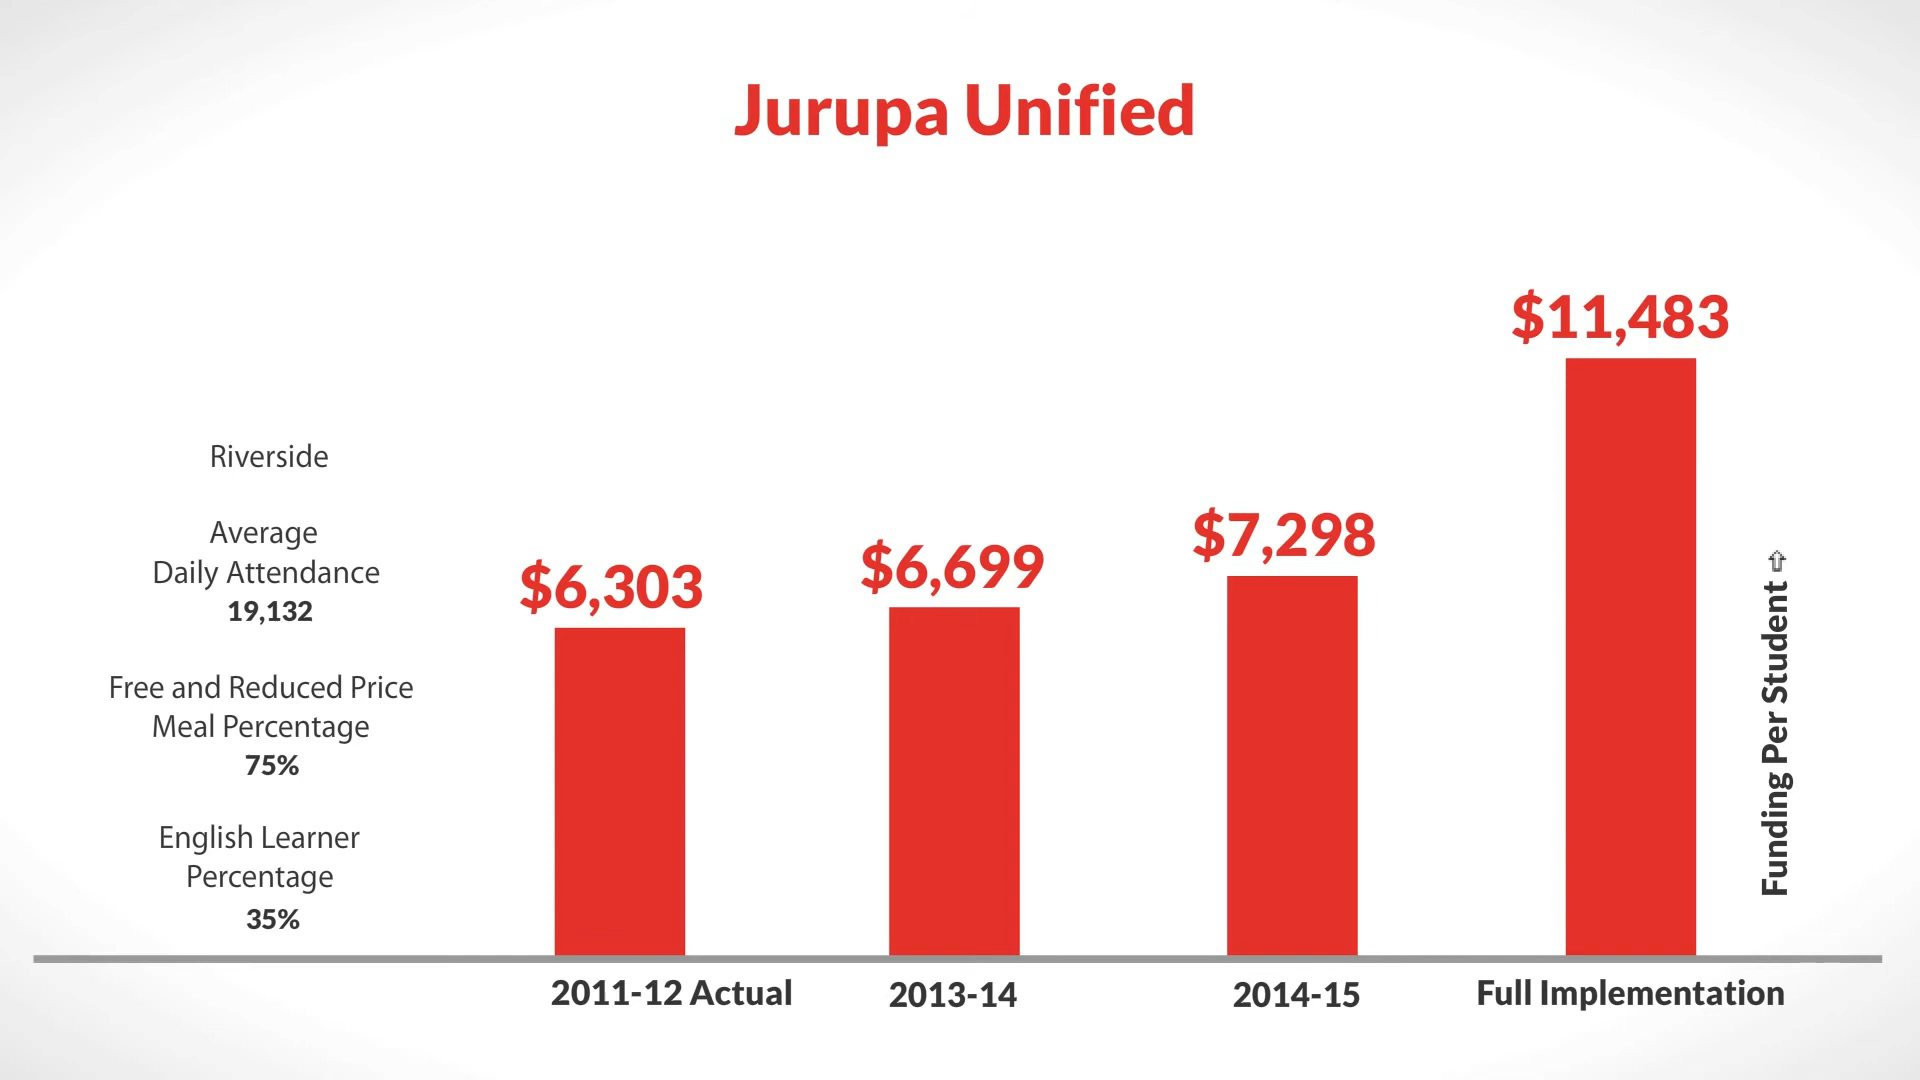 Jurupa Unified
Riverside
Average
Daily Attendance
19,132
Free and Reduced Price
Meal Percentage
75%
English Learner
Percentage
35%
$6,303
$6,699
$7,298
$11,483
2011-12 Actual
2013-14
2014-15
Full Implementation
Funding Per Student ⇧